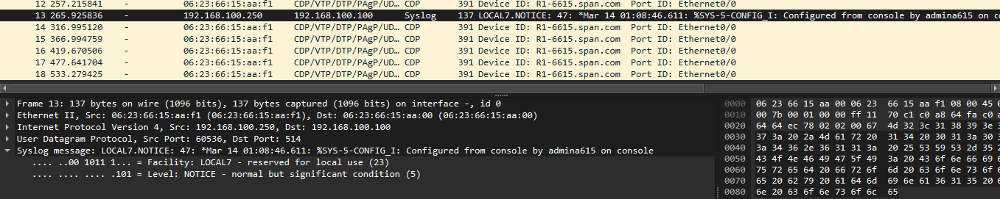 12 257.215841 - 06:23:66:15:aa:f1 CDP/VTP/DTP/PAgP/UD… CDP 391 Device ID: R1-6615.span.com Port ID: Ethernet0/0
13 265.925836 - 192.168.100.250 192.168.100.100 Syslog 137 LOCAL7.NOTICE: 47: *Mar 14 01:08:46.611: %SYS-5-CONFIG_I: Configured from console by admina615 on co
14 316.995120 - 06:23:66:15:aa:f1 CDP/VTP/DTP/PAgP/UD… CDP 391 Device ID: R1-6615.span.com Port ID: Ethernet0/0
15 366.994759 - 06:23:66:15:aa:f1 CDP/VTP/DTP/PAgP/UD… CDP 391 Device ID: R1-6615.span.com Port ID: Ethernet0/0
16 419.670506 - 06:23:66:15:aa:f1 CDP/VTP/DTP/PAgP/UD… CDP 391 Device ID: R1-6615.span.com Port ID: Ethernet0/0
17 477.641704 - 06:23:66:15:aa:f1 CDP/VTP/DTP/PAgP/UD… CDP 391 Device ID: R1-6615.span.com Port ID: Ethernet0/0
18 533.279425 - 06:23:66:15:aa:f1 CDP/VTP/DTP/PAgP/UD… CDP 391 Device ID: R1-6615.span.com Port ID: Ethernet0/0
Frame 13: 137 bytes on wire (1096 bits), 137 bytes captured (1096 bits) on interface -, id 0
Ethernet II, Src: 06:23:66:15:aa:f1 (06:23:66:15:aa:f1), Dst: 06:23:66:15:aa:00 (06:23:66:15:aa:00)
Internet Protocol Version 4, Src: 192.168.100.250, Dst: 192.168.100.100
User Datagram Protocol, Src Port: 60536, Dst Port: 514
Syslog message: LOCAL7.NOTICE: 47: *Mar 14 01:08:46.611: %SYS-5-CONFIG_I: Configured from console by admina615 on console
.... ..00 1011 1... = Facility: LOCAL7 - reserved for local use (23)
.... .... .... .101 = Level: NOTICE - normal but significant condition (5)
0000 06 23 66 15 aa 00 06 23 66 15 aa f1 08 00 45
0010 00 7b 00 01 00 00 ff 11 70 c1 c0 a8 64 fa c0
0020 64 64 ec 78 02 02 00 67 4d 32 3c 31 38 39 3e
0030 37 3a 20 2a 4d 61 72 20 31 34 20 30 31 3a 30
0040 3a 34 36 2e 36 31 31 3a 20 25 53 59 53 2d 35
0050 43 4f 4e 46 49 47 5f 49 3a 20 43 6f 6e 66 69
0060 75 72 65 64 20 66 72 6f 6d 20 63 6f 6e 73 6f
0070 65 20 62 79 20 61 64 6d 69 6e 61 36 31 35 20
0080 6e 20 63 6f 6e 73 6f 6c 65